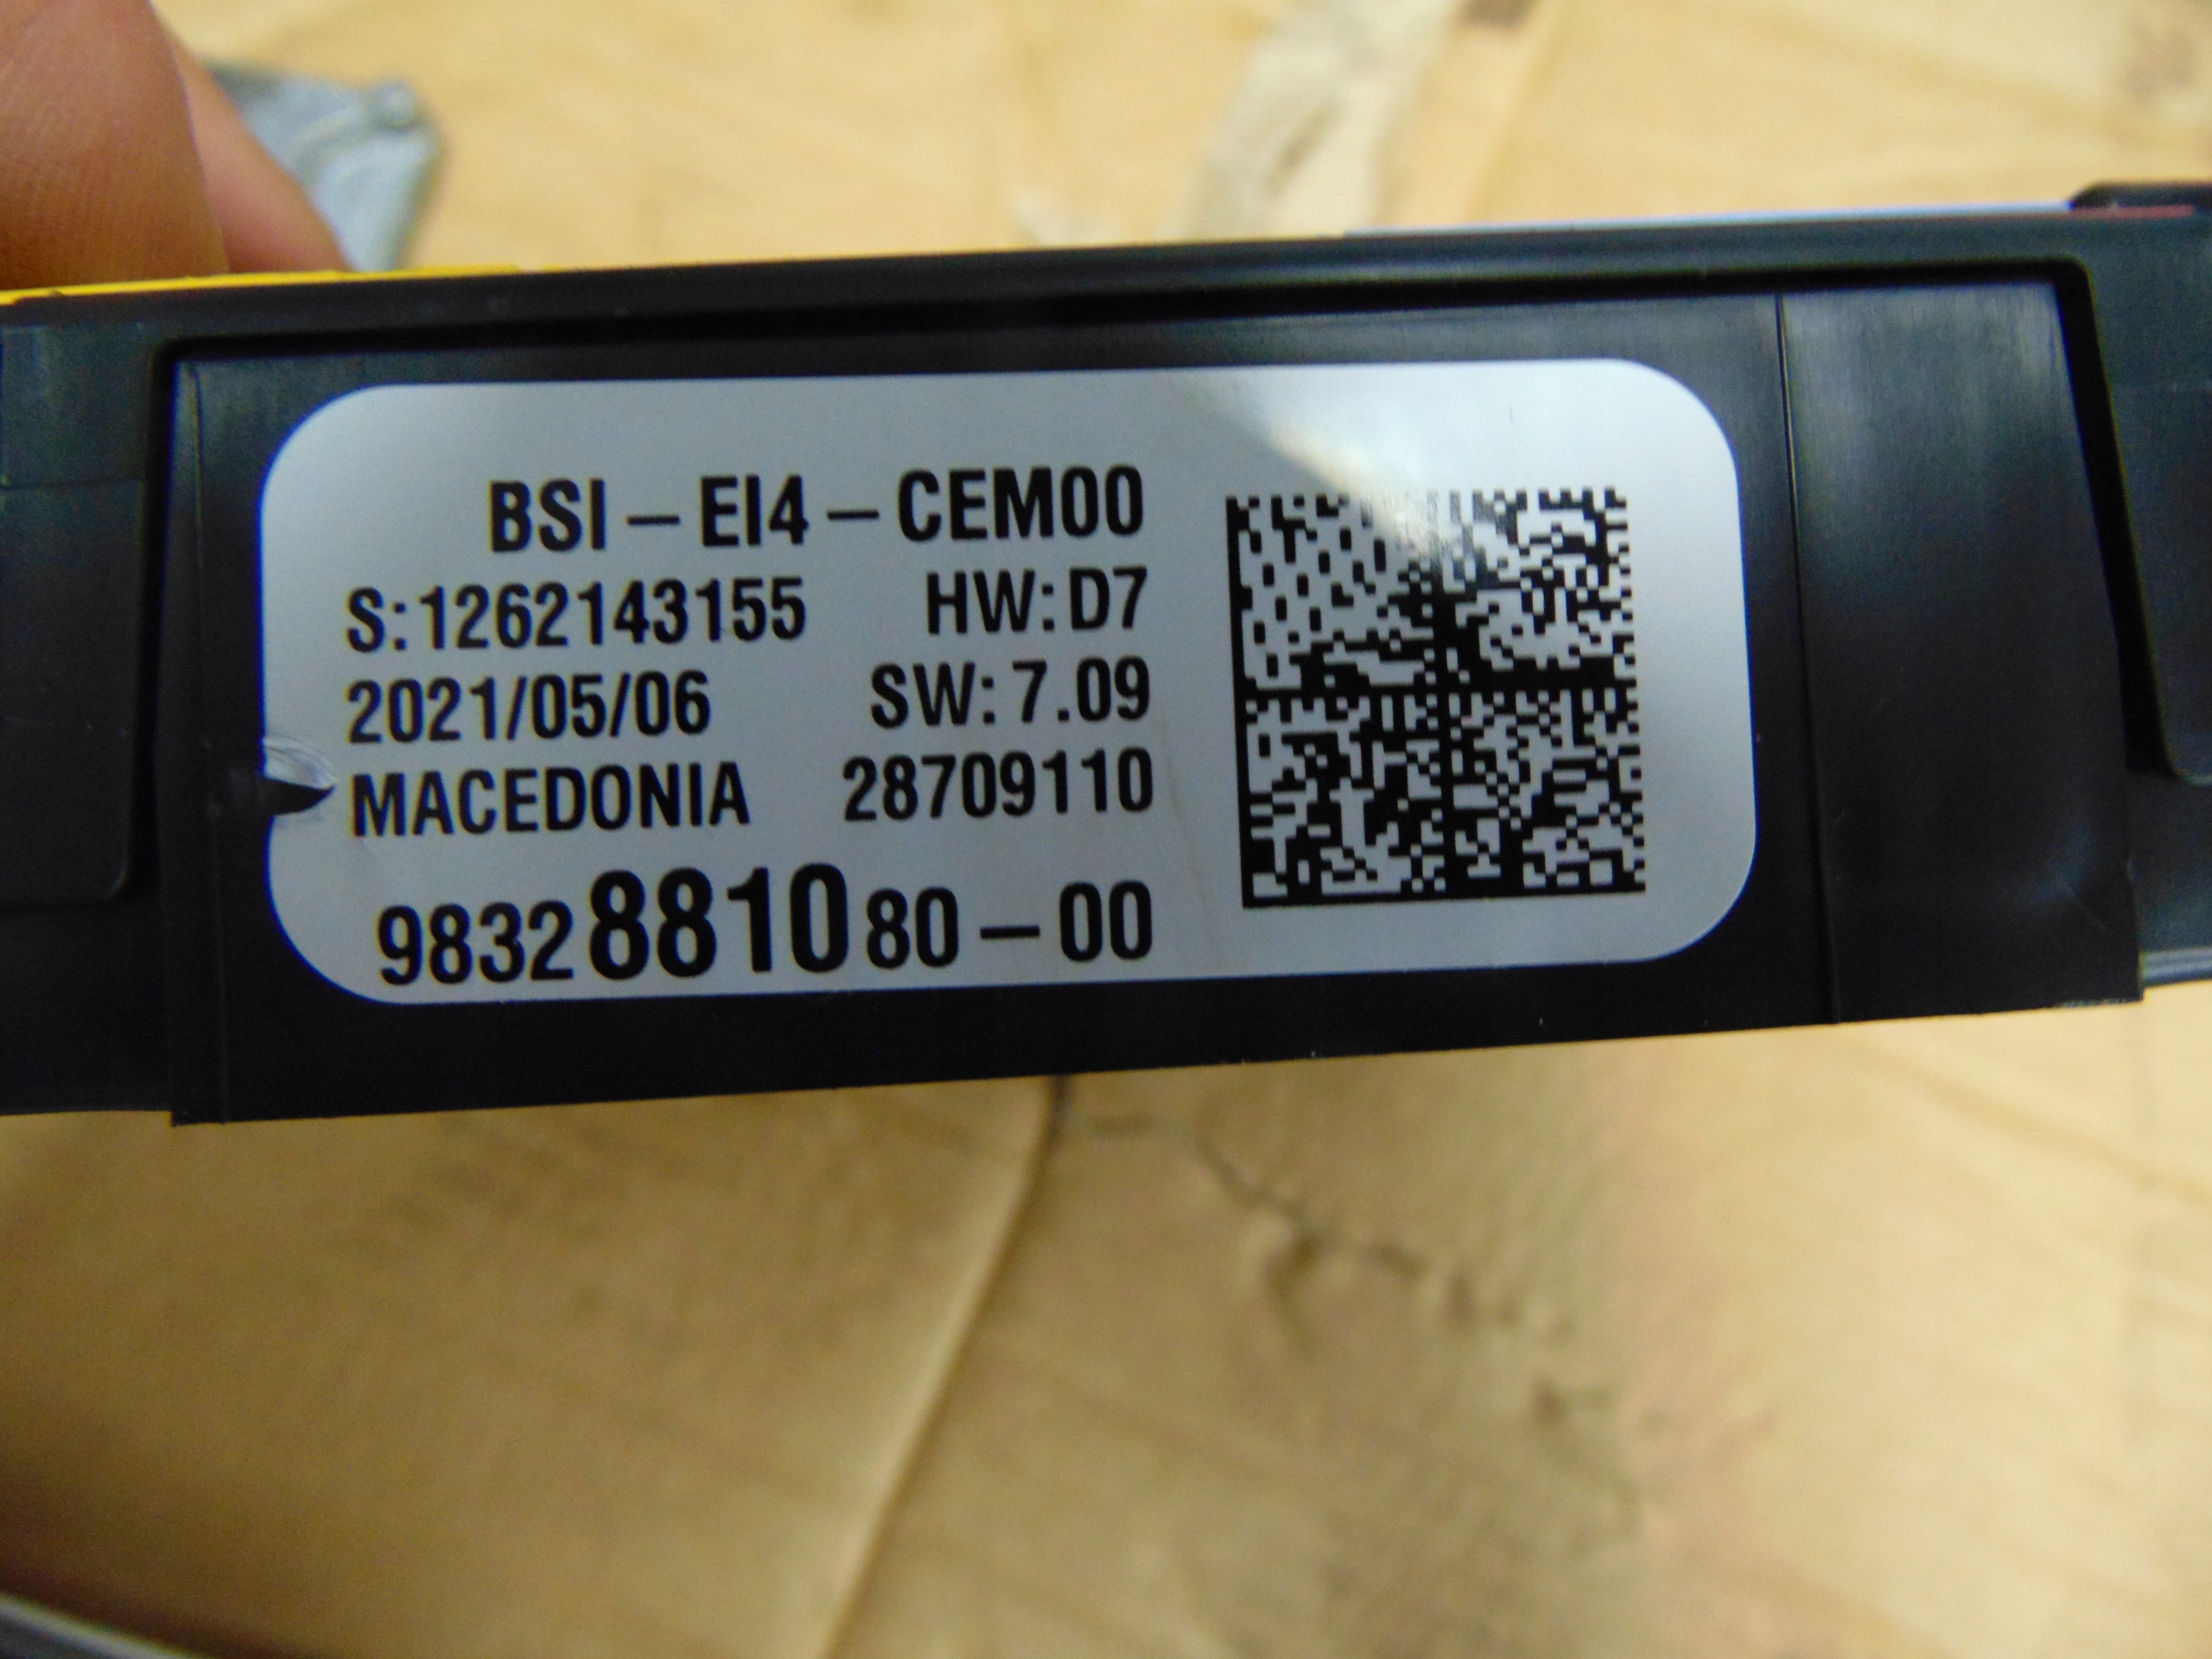 BSI – EI4 – CEM00
S:1262143155 HW:D7
2021/05/06 SW:7.09
MACEDONIA 28709110
9832881080 – 00